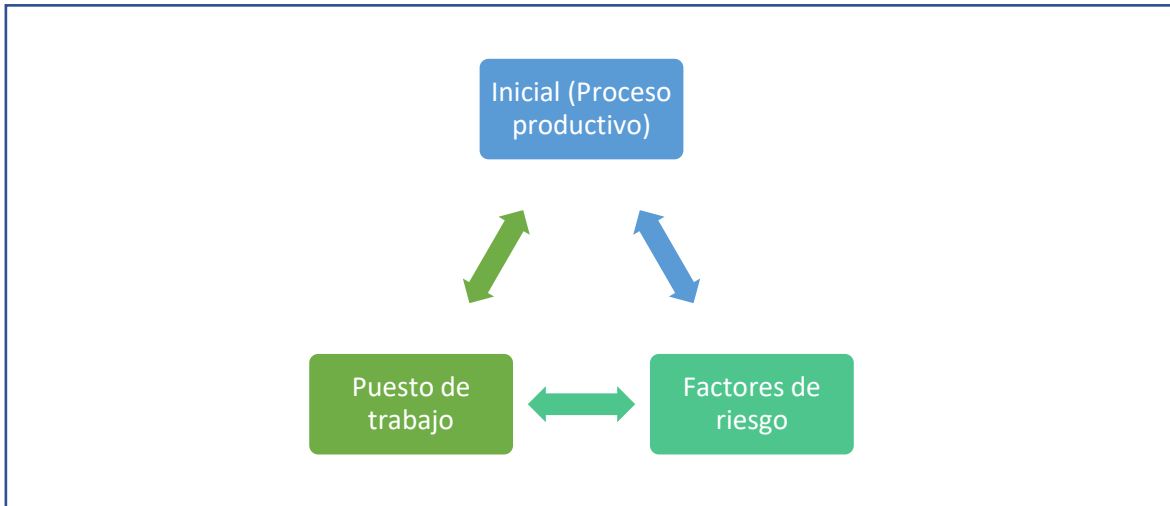 Inicial (Proceso
productivo)
Puesto de
trabajo
Factores de
riesgo